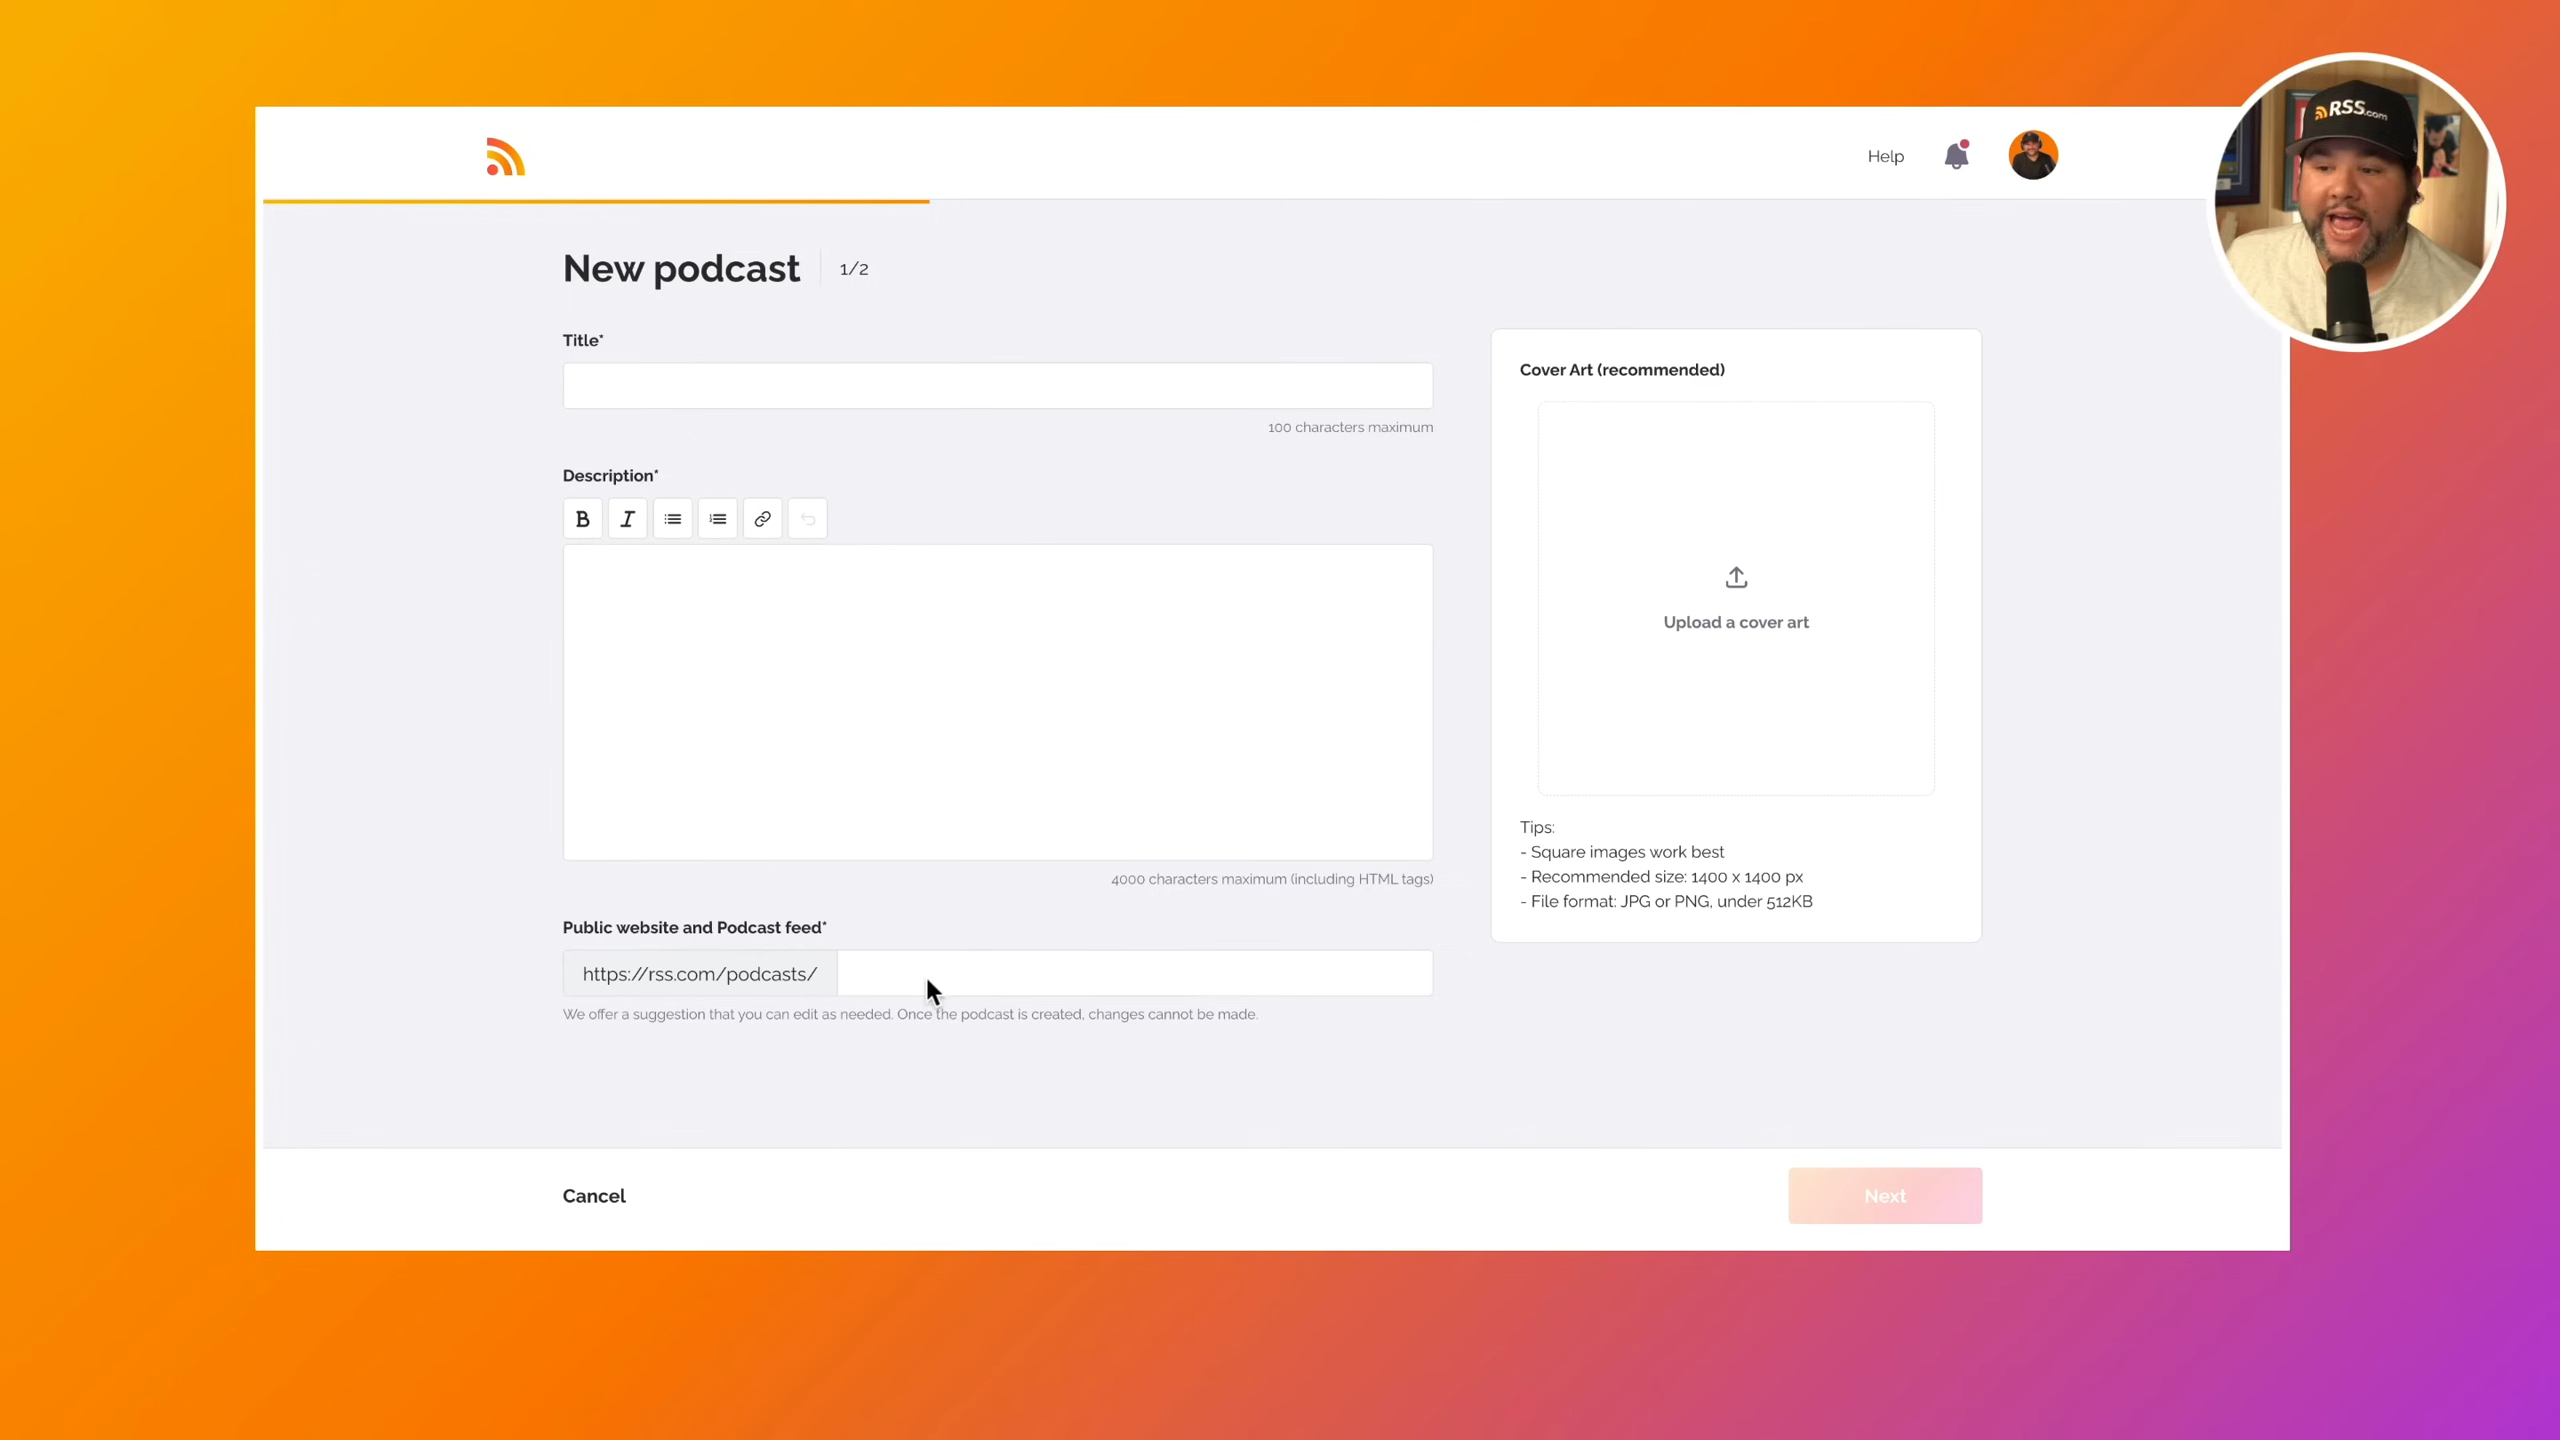 RSS.com
Help
New podcast
1/2
Title*
100 characters maximum
Description*
B I
4000 characters maximum (including HTML tags)
Public website and Podcast feed*
https://rss.com/podcasts/
We offer a suggestion that you can edit as needed. Once the podcast is created, changes cannot be made.
Cover Art (recommended)
Upload a cover art
Tips:
- Square images work best
- Recommended size: 1400 x 1400 px
- File format: JPG or PNG, under 512KB
Cancel
Next